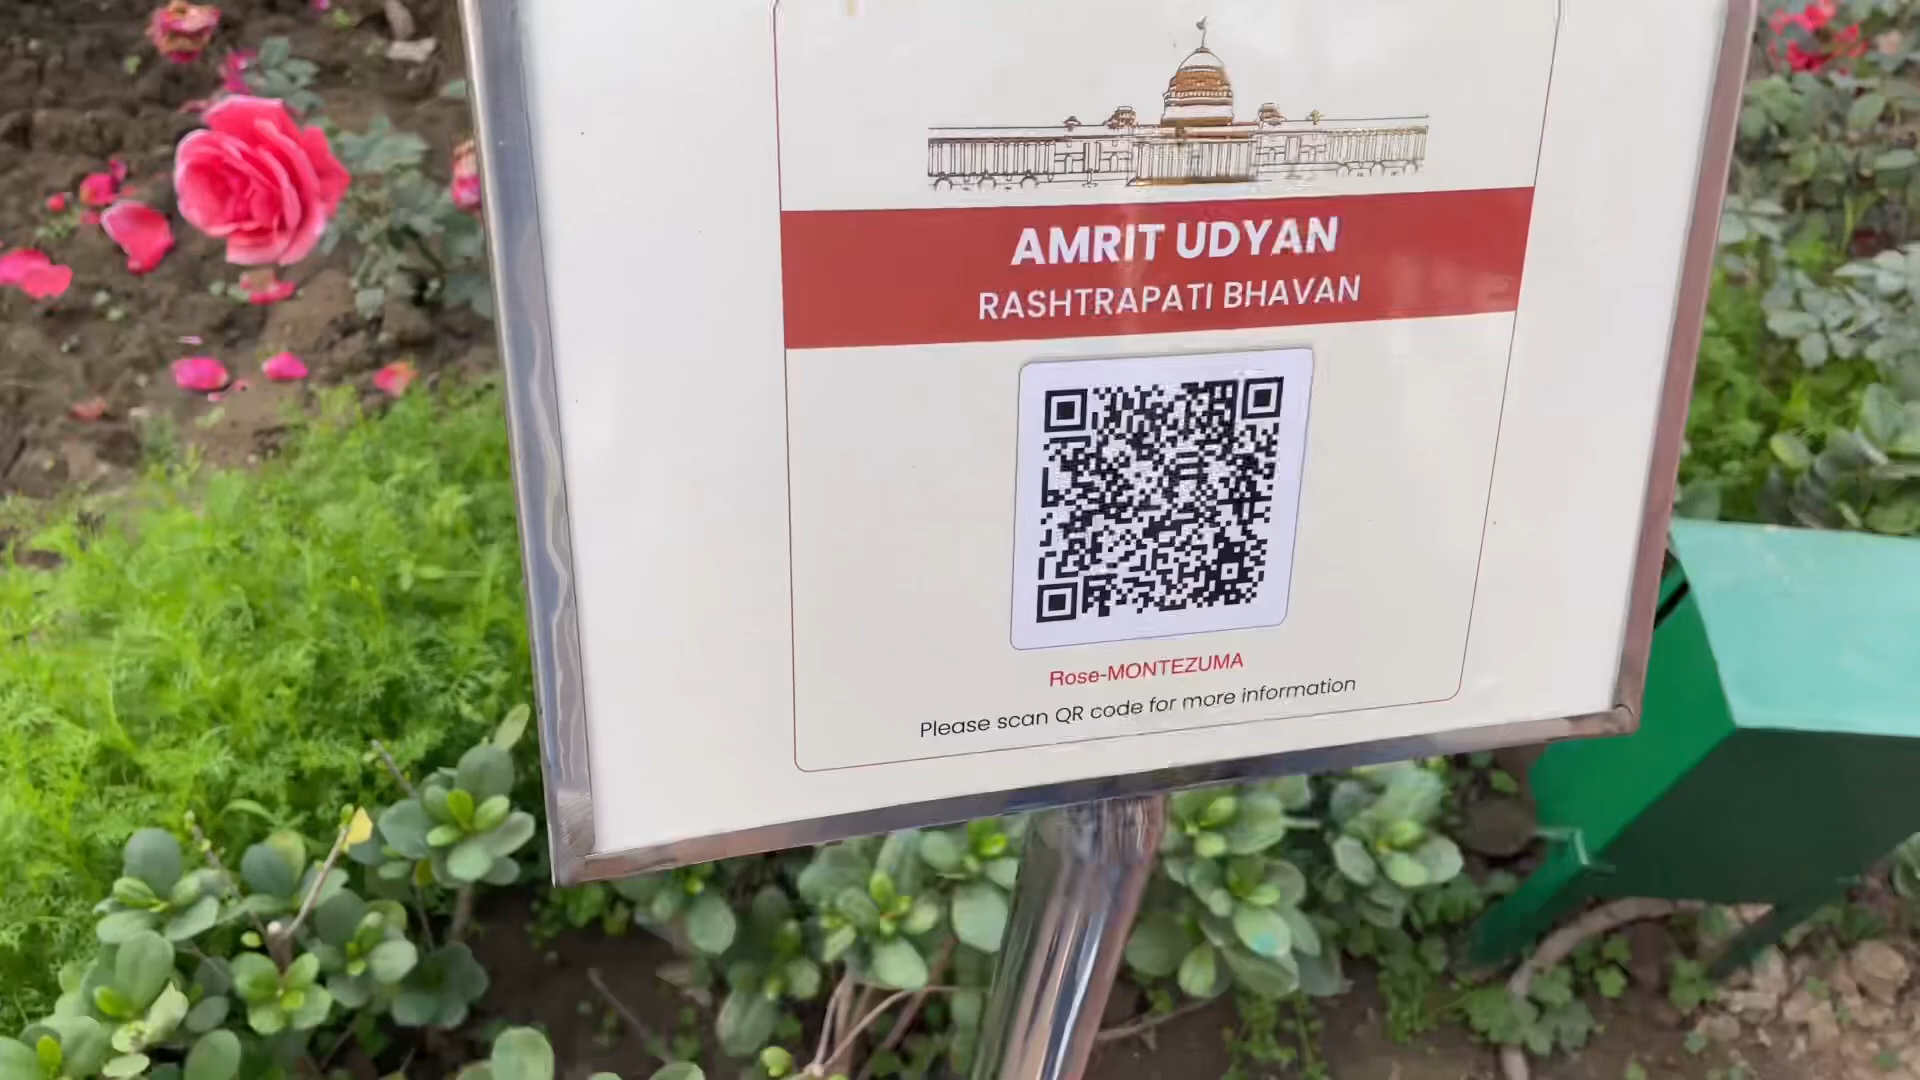 AMRIT UDYAN
RASHTRAPATI BHAVAN
Rose-MONTEZUMA
Please scan QR code for more information